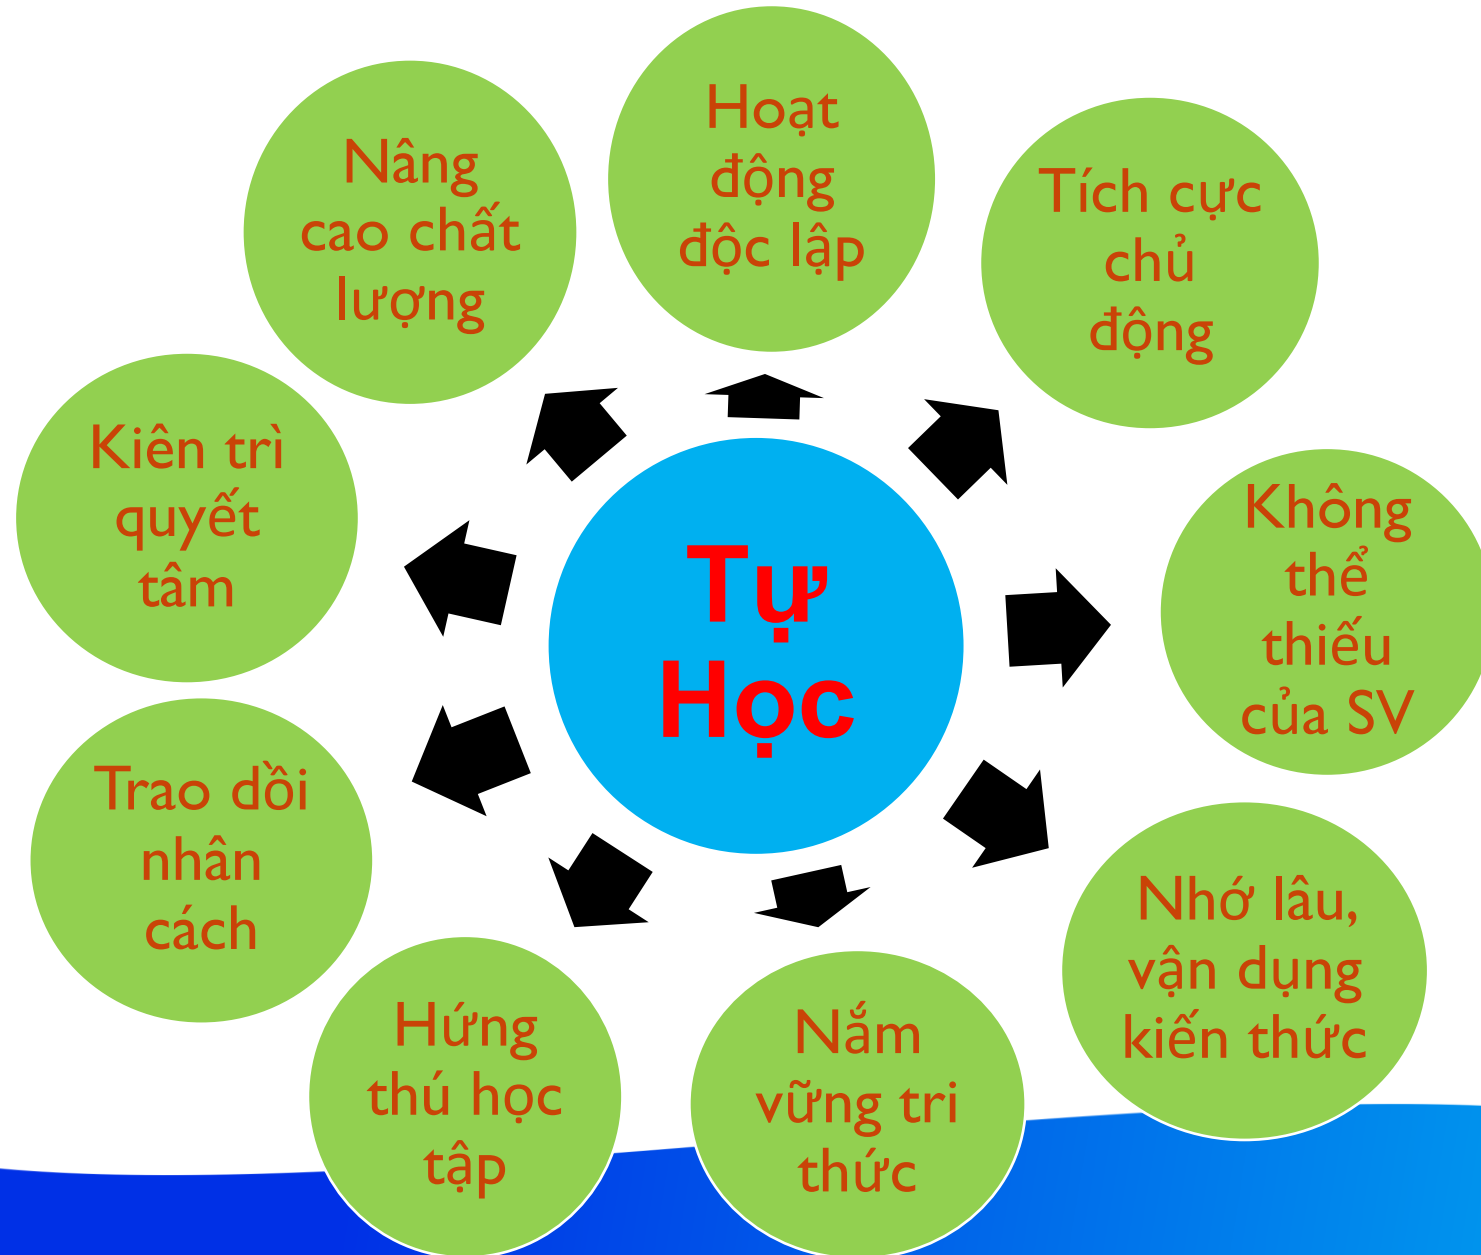 Hoạt
động
độc lập
Tích cực
chủ
động
Không
thể
thiếu
của SV
Nhớ lâu,
vận dụng
kiến thức
Nắm
vững tri
thức
Hứng
thú học
tập
Trao dồi
nhân
cách
Kiên trì
quyết
tâm
Nâng
cao chất
lượng
Tự
Học